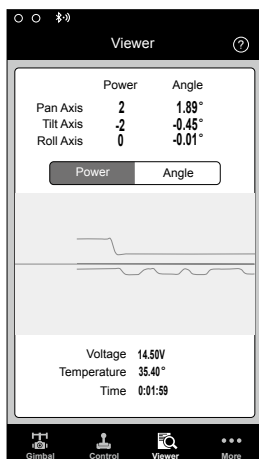 Viewer ?
Power Angle
Pan Axis 2 1.89°
Tilt Axis -2 -0.45°
Roll Axis 0 -0.01°
Power Angle
Voltage 14.50V
Temperature 35.40°
Time 0:01:59
Gimbal Control Viewer More